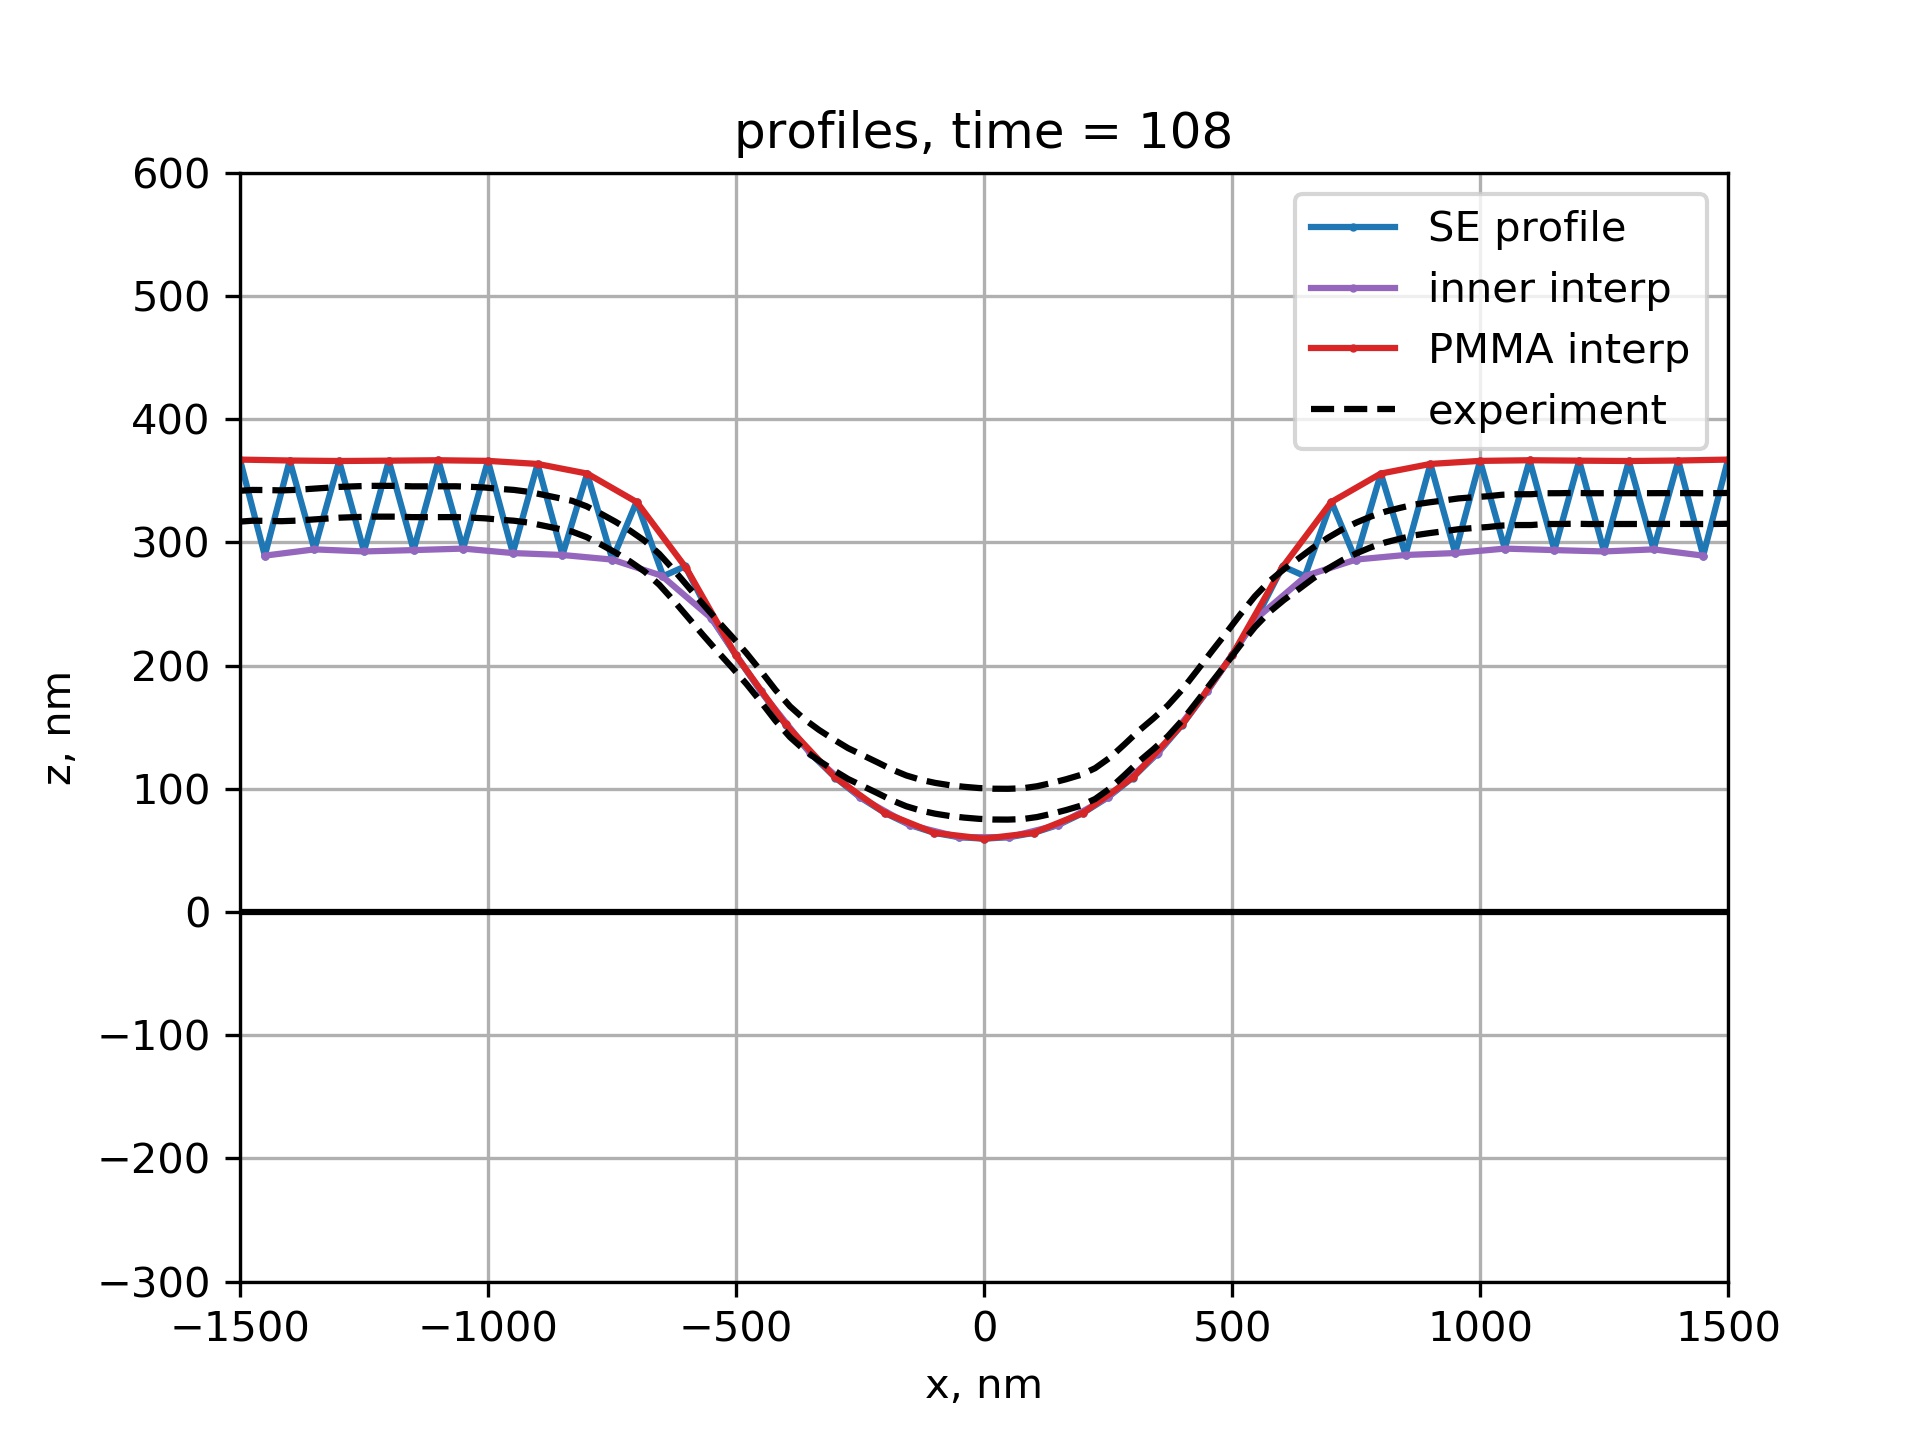 profiles, time = 108
600
500
400
300
200
100
0
−100
−200
−300
z, nm
SE profile
inner interp
PMMA interp
experiment
−1500 −1000 −500 0 500 1000 1500
x, nm